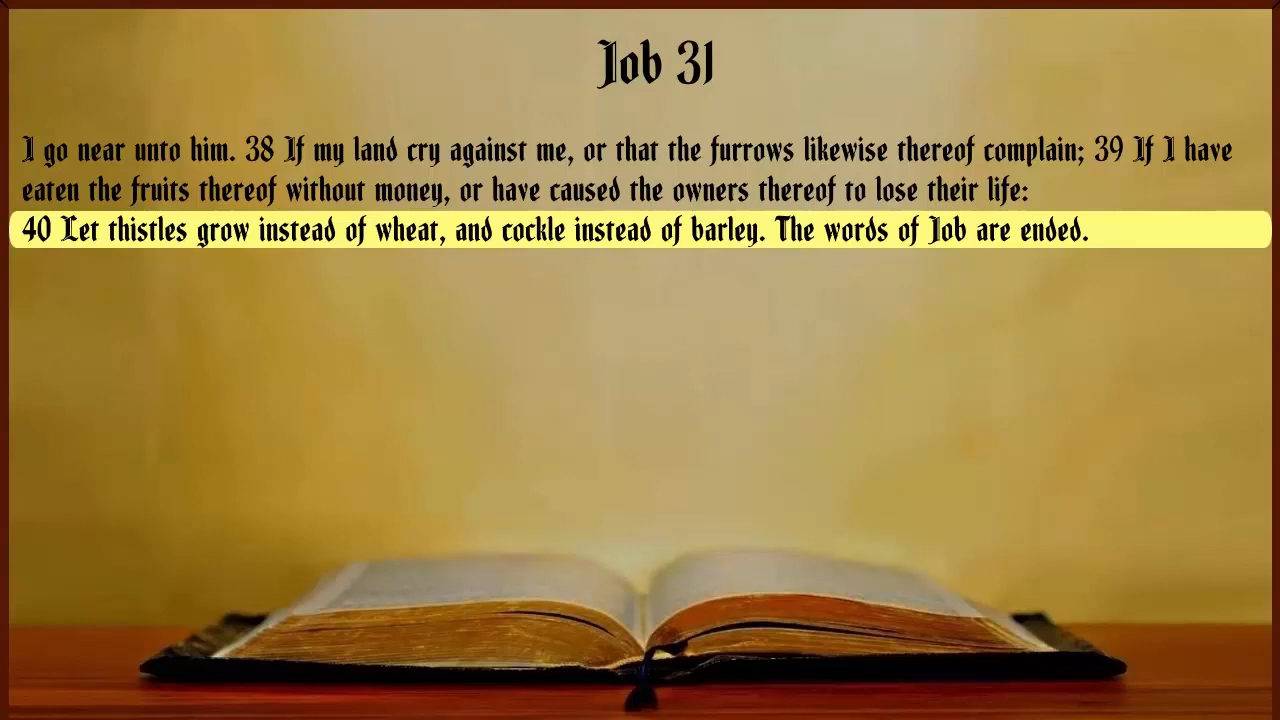 Job 31
I go near unto him. 38 If my land cry against me, or that the furrows likewise thereof complain; 39 If I have
eaten the fruits thereof without money, or have caused the owners thereof to lose their life:
40 Let thistles grow instead of wheat, and cockle instead of barley. The words of Job are ended.